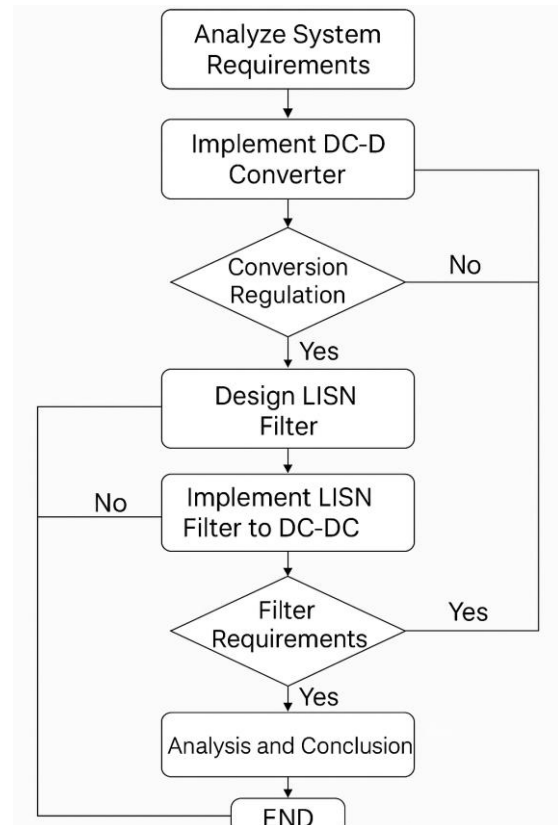 Analyze System
Requirements
Implement DC-D
Converter
Conversion
Regulation
No
Yes
Design LISN
Filter
No
Implement LISN
Filter to DC-DC
Filter
Requirements
Yes
Yes
Analysis and Conclusion
END